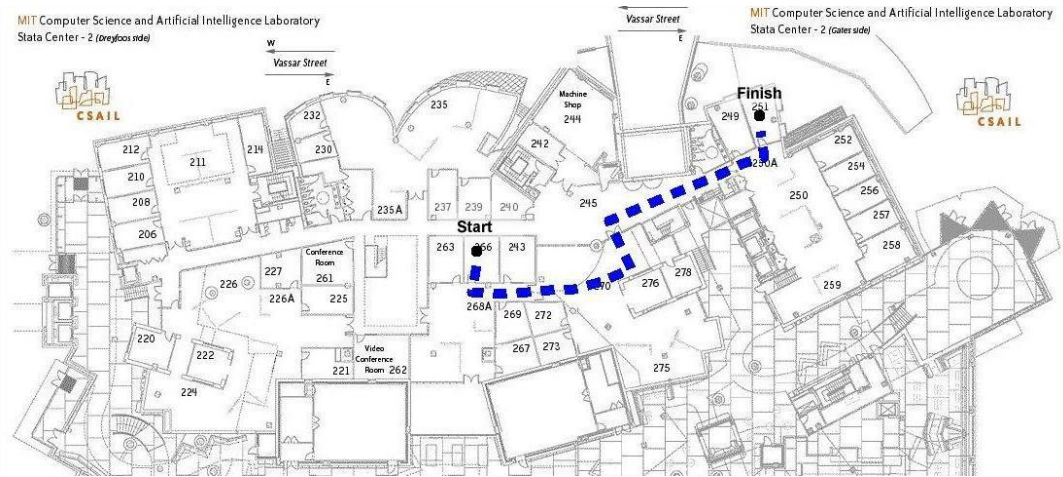 MIT Computer Science and Artificial Intelligence Laboratory
Stata Center - 2 (Dreyfoos side)
W
Vassar Street
E
CSAIL
Vassar Street
E
MIT Computer Science and Artificial Intelligence Laboratory
Stata Center - 2 (Gates side)
CSAIL
Finish
251
249
250A
252
254
256
257
258
250
259
235
232
230
Machine
Shop
244
242
245
212
211
214
210
208
206
235A
237
239
240
Start
263
266
243
Conference
Room
261
227
226
226A
225
268A
269
272
270
276
278
267
273
275
220
222
224
221
Video
Conference
Room 262